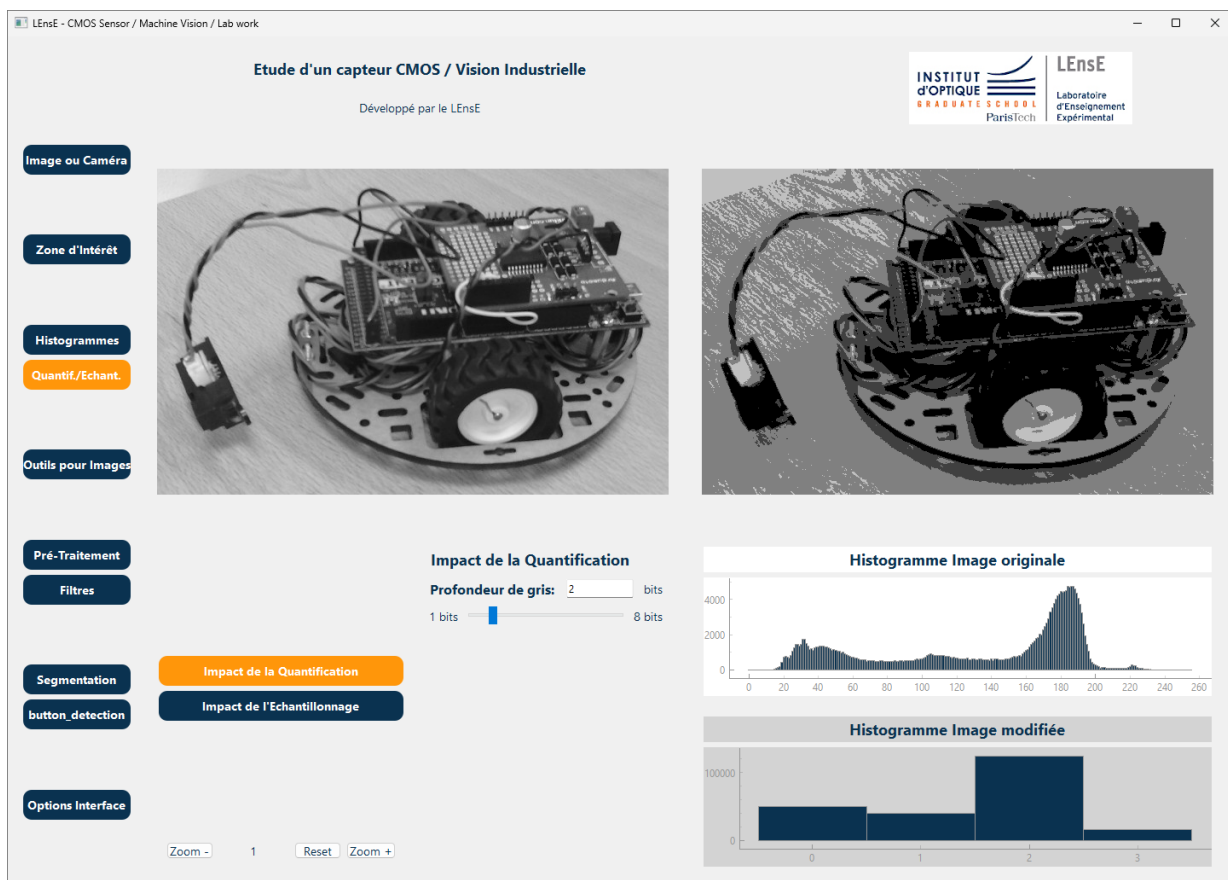 LEnsE - CMOS Sensor / Machine Vision / Lab work
Etude d'un capteur CMOS / Vision Industrielle
Développé par le LEnsE
INSTITUT
d'OPTIQUE
GRADUATE SCHOOL
ParisTech
LEnsE
Laboratoire
d'Enseignement
Expérimental
Image ou Caméra
Zone d'Intérêt
Histogrammes
Quantif./Echant.
Outils pour Images
Pré-Traitement
Filtres
Segmentation
button_detection
Options Interface
Impact de la Quantification
Impact de l'Echantillonnage
Zoom - 1 Reset Zoom +
Impact de la Quantification
Profondeur de gris: 2 bits
1 bits 8 bits
Histogramme Image originale
4000
2000
0
0 20 40 60 80 100 120 140 160 180 200 220 240 260
Histogramme Image modifiée
100000
0
0 1 2 3